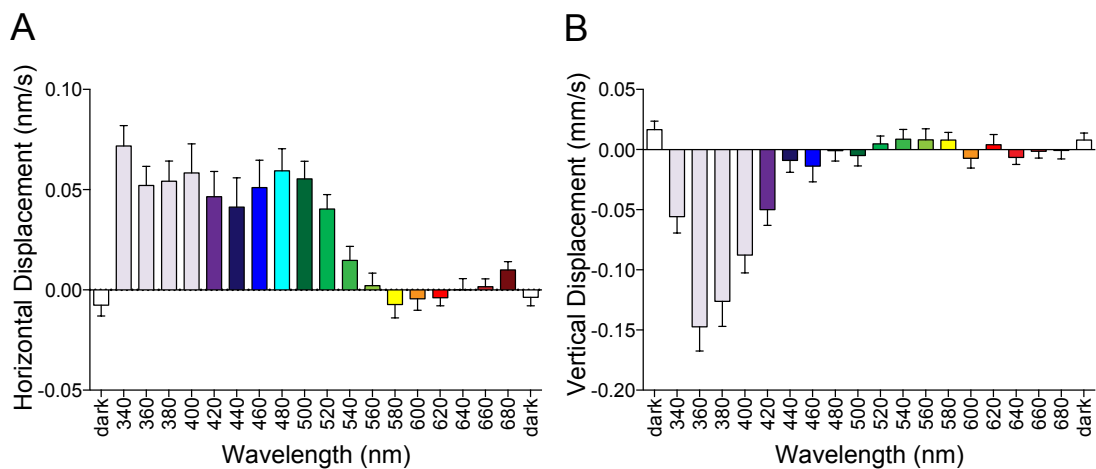 A
Horizontal Displacement (nm/s)
0.10
0.05
0.00
-0.05
dark 340 360 380 400 420 440 460 480 500 520 540 560 580 600 620 640 660 680 dark
Wavelength (nm)
B
Vertical Displacement (mm/s)
0.05
0.00
-0.05
-0.10
-0.15
-0.20
dark 340 360 380 400 420 440 460 480 500 520 540 560 580 600 620 640 660 680 dark
Wavelength (nm)